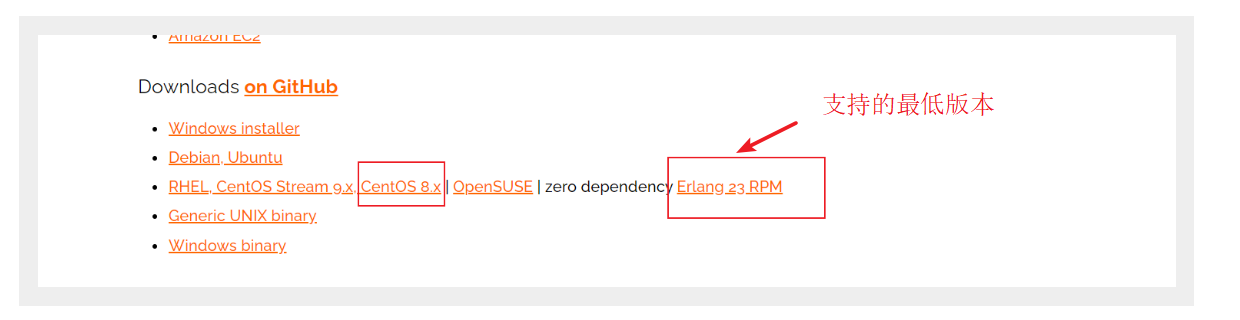 Amazon EC2
Downloads on GitHub
支持的最低版本
Windows installer
Debian, Ubuntu
RHEL, CentOS Stream 9.x, CentOS 8.x | OpenSUSE | zero dependency Erlang 23 RPM
Generic UNIX binary
Windows binary